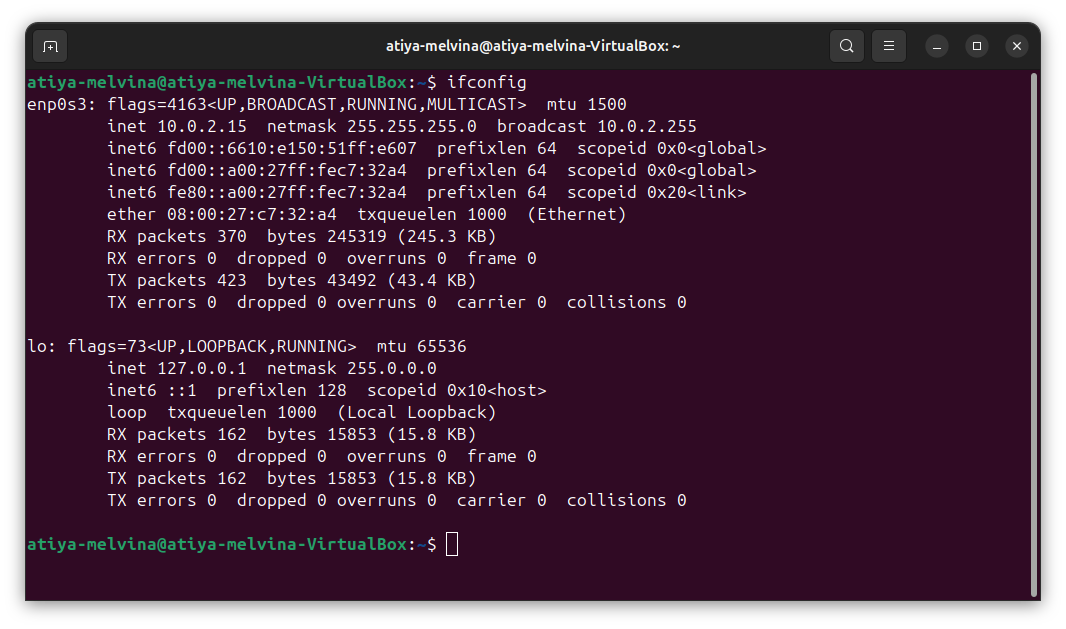 atiya-melvina@atiya-melvina-VirtualBox: ~
atiya-melvina@atiya-melvina-VirtualBox:~$ ifconfig
enp0s3: flags=4163<UP,BROADCAST,RUNNING,MULTICAST>  mtu 1500
        inet 10.0.2.15  netmask 255.255.255.0  broadcast 10.0.2.255
        inet6 fd00::6610:e150:51ff:e607  prefixlen 64  scopeid 0x0<global>
        inet6 fd00::a00:27ff:fec7:32a4  prefixlen 64  scopeid 0x0<global>
        inet6 fe80::a00:27ff:fec7:32a4  prefixlen 64  scopeid 0x20<link>
        ether 08:00:27:c7:32:a4  txqueuelen 1000  (Ethernet)
        RX packets 370  bytes 245319 (245.3 KB)
        RX errors 0  dropped 0  overruns 0  frame 0
        TX packets 423  bytes 43492 (43.4 KB)
        TX errors 0  dropped 0 overruns 0  carrier 0  collisions 0

lo: flags=73<UP,LOOPBACK,RUNNING>  mtu 65536
        inet 127.0.0.1  netmask 255.0.0.0
        inet6 ::1  prefixlen 128  scopeid 0x10<host>
        loop  txqueuelen 1000  (Local Loopback)
        RX packets 162  bytes 15853 (15.8 KB)
        RX errors 0  dropped 0  overruns 0  frame 0
        TX packets 162  bytes 15853 (15.8 KB)
        TX errors 0  dropped 0 overruns 0  carrier 0  collisions 0

atiya-melvina@atiya-melvina-VirtualBox:~$